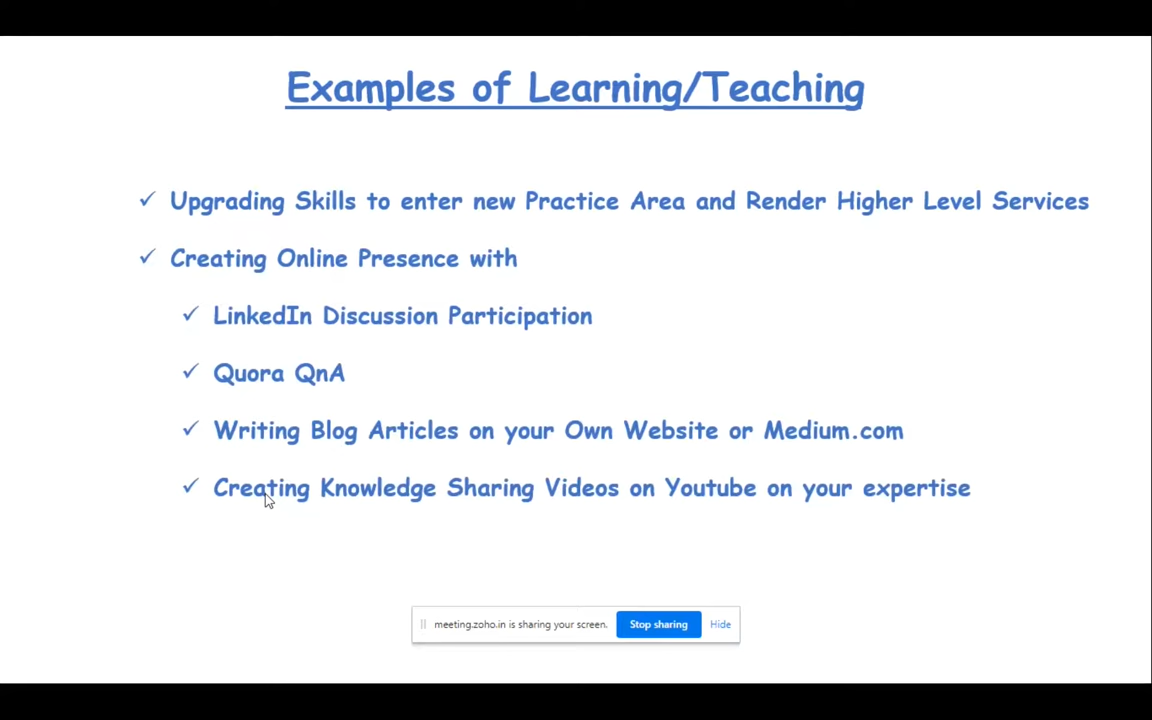 Examples of Learning/Teaching
✓ Upgrading Skills to enter new Practice Area and Render Higher Level Services
✓ Creating Online Presence with
✓ LinkedIn Discussion Participation
✓ Quora QnA
✓ Writing Blog Articles on your Own Website or Medium.com
✓ Creating Knowledge Sharing Videos on Youtube on your expertise
meeting.zoho.in is sharing your screen. Stop sharing Hide